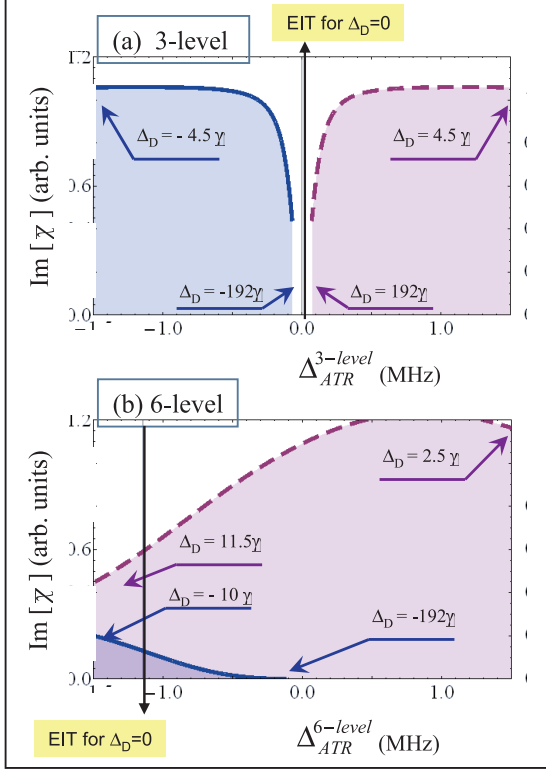 EIT for Δ_D=0
(a) 3-level
1.2
Δ_D = - 4.5 γ
Δ_D = 4.5 γ
0.6
Im [ χ ] (arb. units)
Δ_D = -192γ
Δ_D = 192γ
0.0
-1.0
0.0
1.0
Δ_ATR^3-level (MHz)
(b) 6-level
1.2
Δ_D = 2.5 γ
0.6
Im [ χ ] (arb. units)
Δ_D = 11.5γ
Δ_D = - 10 γ
Δ_D = -192γ
-1.0
0.0
1.0
EIT for Δ_D=0
Δ_ATR^6-level (MHz)